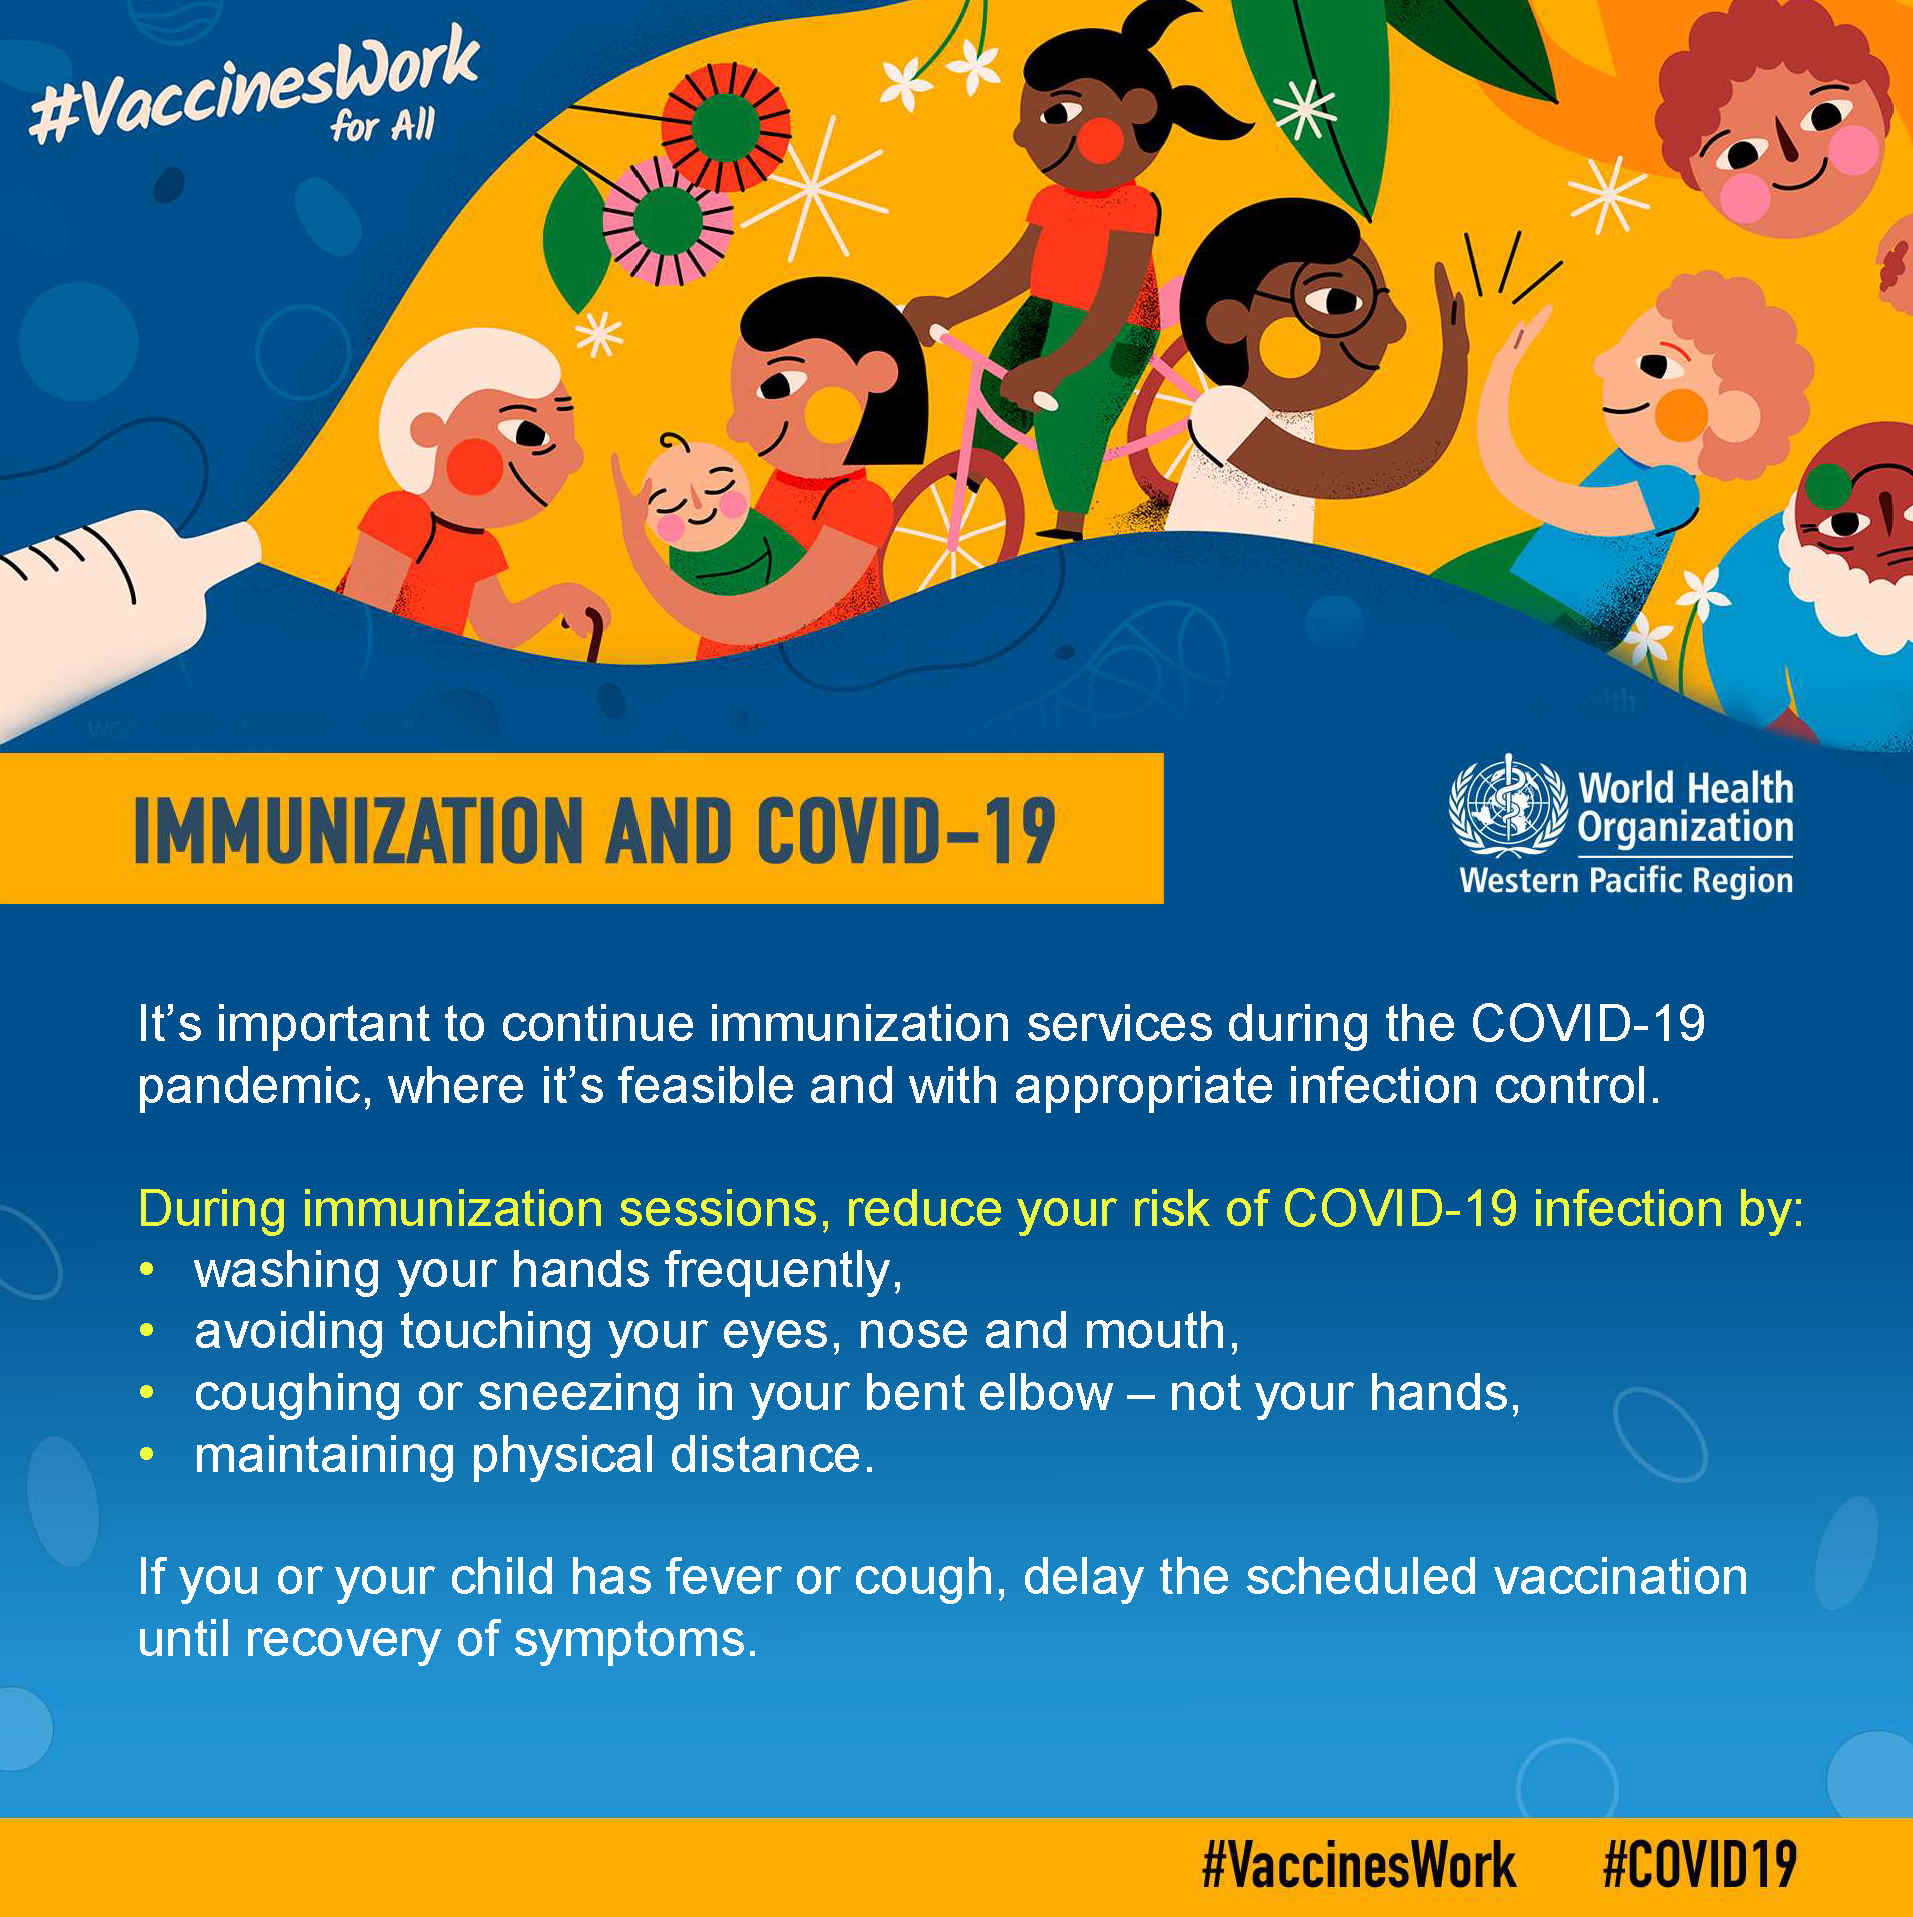 #VaccinesWork
for All
IMMUNIZATION AND COVID-19
World Health
Organization
Western Pacific Region
It's important to continue immunization services during the COVID-19
pandemic, where it's feasible and with appropriate infection control.
During immunization sessions, reduce your risk of COVID-19 infection by:
• washing your hands frequently,
• avoiding touching your eyes, nose and mouth,
• coughing or sneezing in your bent elbow – not your hands,
• maintaining physical distance.
If you or your child has fever or cough, delay the scheduled vaccination
until recovery of symptoms.
#VaccinesWork #COVID19